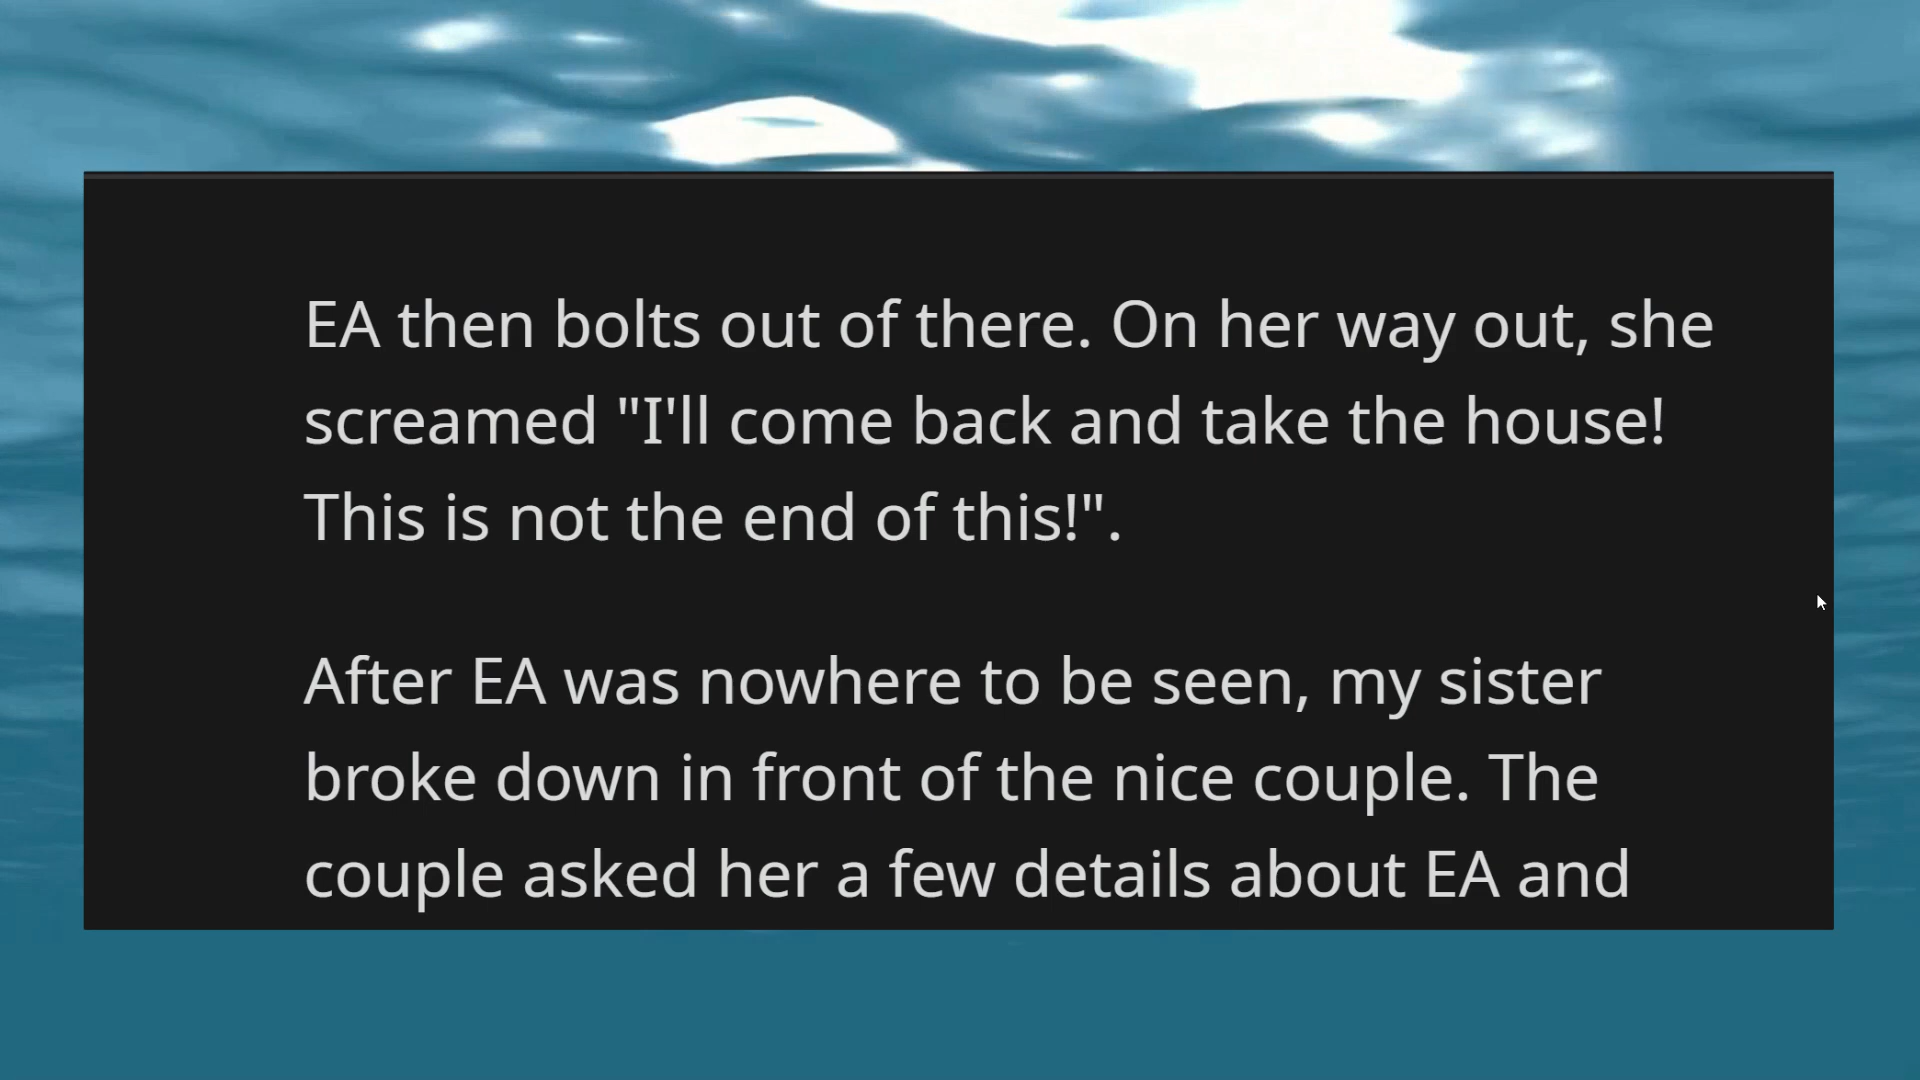 EA then bolts out of there. On her way out, she
screamed "I'll come back and take the house!
This is not the end of this!".
After EA was nowhere to be seen, my sister
broke down in front of the nice couple. The
couple asked her a few details about EA and